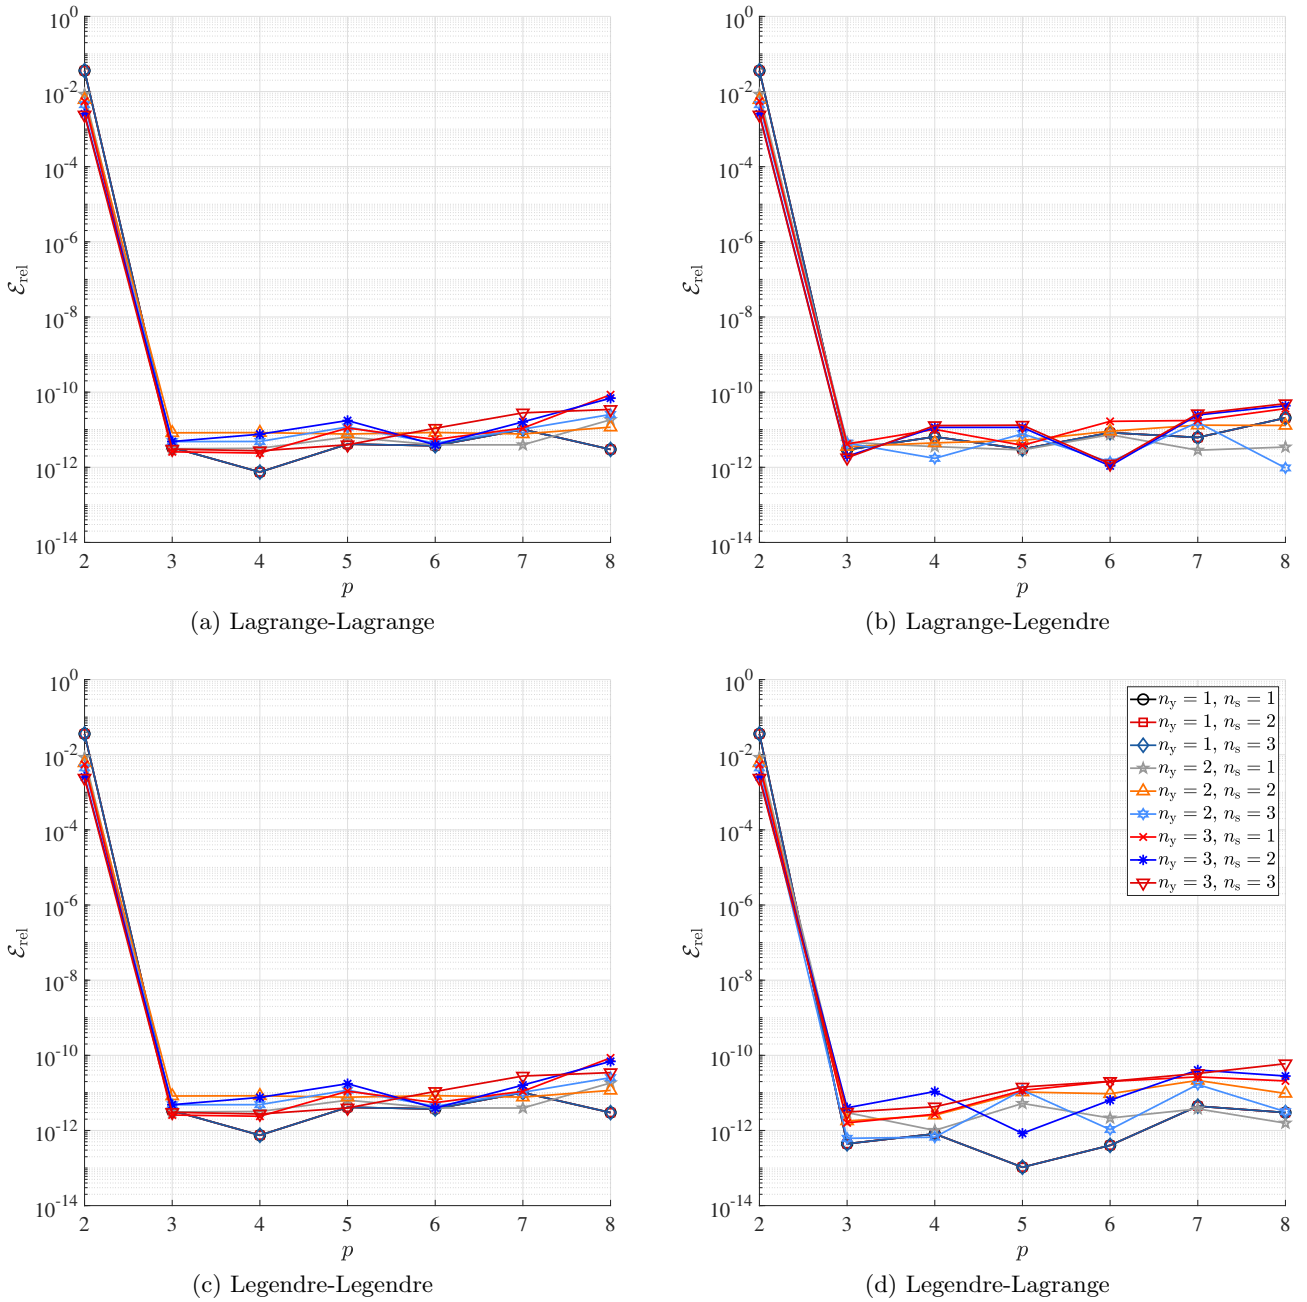 10^0
10^-2
10^-4
10^-6
10^-8
10^-10
10^-12
10^-14
ℰ_rel
2 3 4 5 6 7 8
p
(a) Lagrange-Lagrange
10^0
10^-2
10^-4
10^-6
10^-8
10^-10
10^-12
10^-14
ℰ_rel
2 3 4 5 6 7 8
p
(b) Lagrange-Legendre
10^0
10^-2
10^-4
10^-6
10^-8
10^-10
10^-12
10^-14
ℰ_rel
2 3 4 5 6 7 8
p
(c) Legendre-Legendre
10^0
10^-2
10^-4
10^-6
10^-8
10^-10
10^-12
10^-14
ℰ_rel
n_y = 1, n_s = 1
n_y = 1, n_s = 2
n_y = 1, n_s = 3
n_y = 2, n_s = 1
n_y = 2, n_s = 2
n_y = 2, n_s = 3
n_y = 3, n_s = 1
n_y = 3, n_s = 2
n_y = 3, n_s = 3
2 3 4 5 6 7 8
p
(d) Legendre-Lagrange